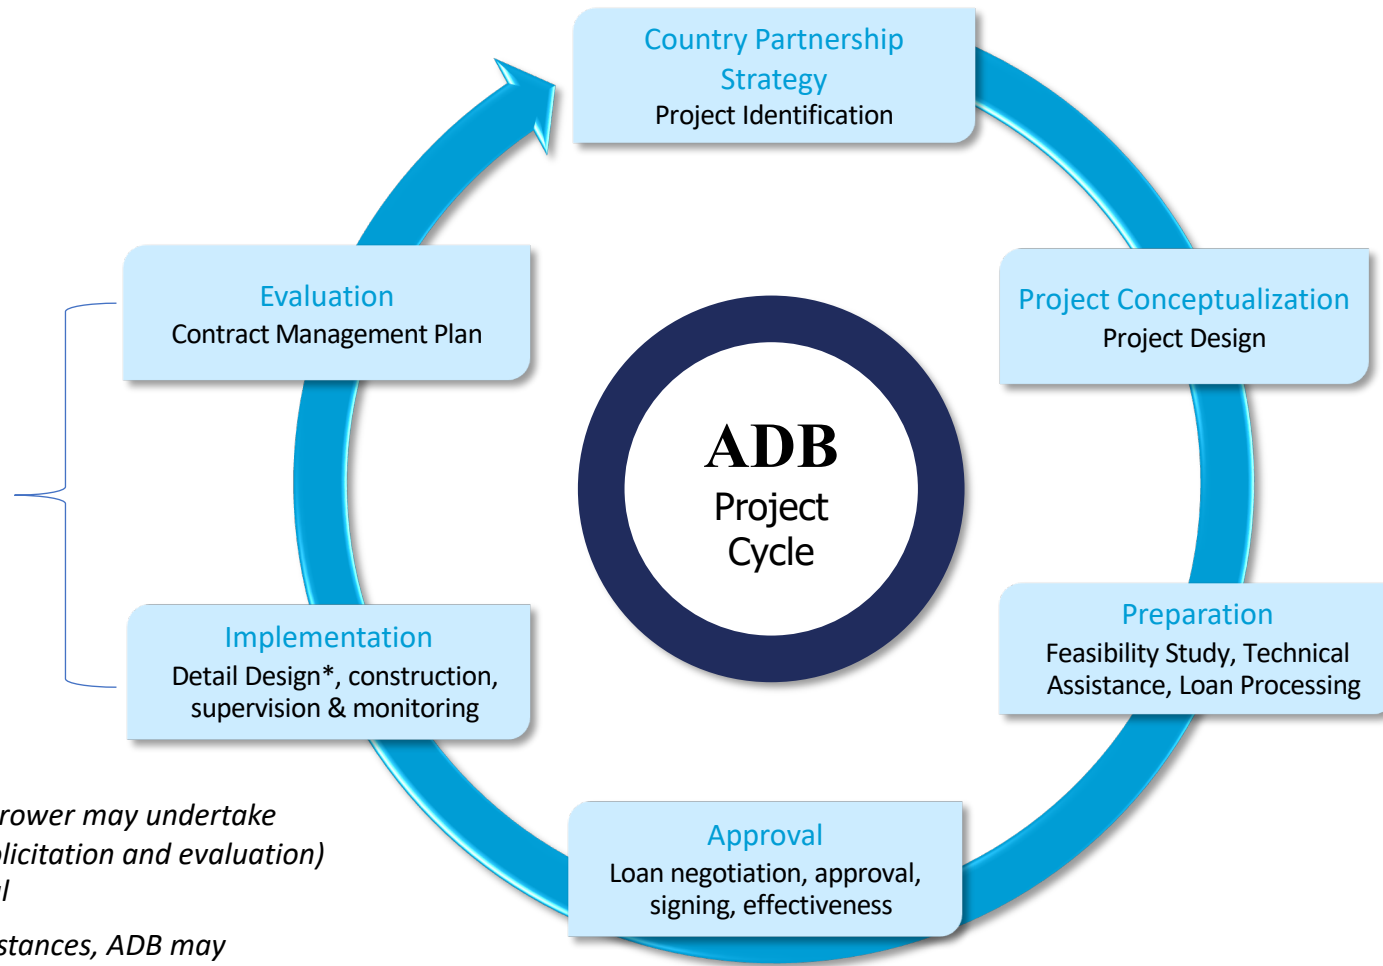 Country Partnership
Strategy
Project Identification
Project Conceptualization
Project Design
Preparation
Feasibility Study, Technical
Assistance, Loan Processing
Approval
Loan negotiation, approval,
signing, effectiveness
Implementation
Detail Design*, construction,
supervision & monitoring
Evaluation
Contract Management Plan
ADB
Project
Cycle
rower may undertake
licitation and evaluation)
l
stances, ADB may